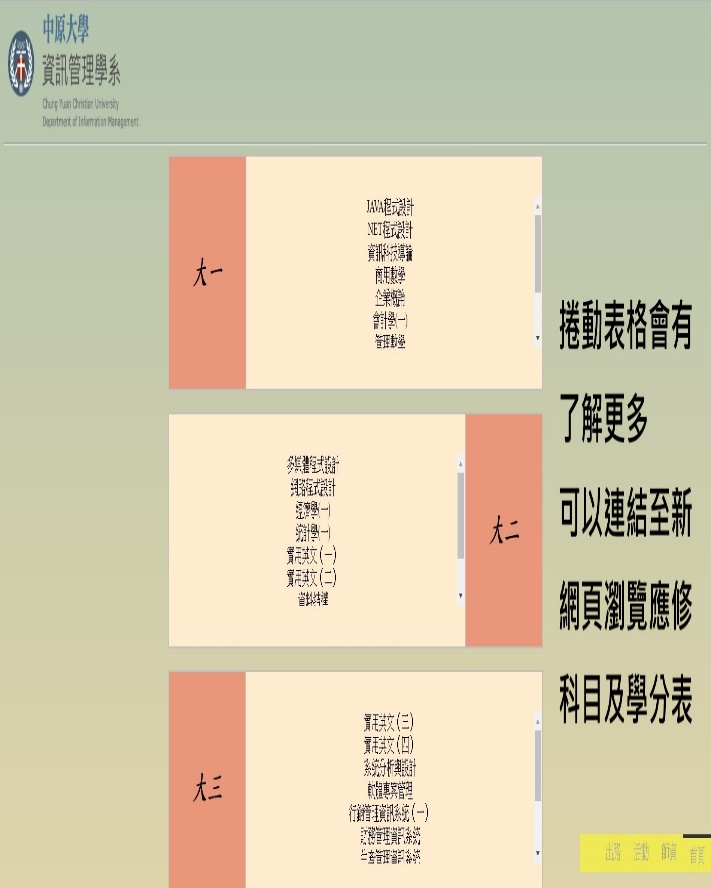 中原大學
資訊管理學系
Chung Yuan Christian University
Department of Information Management
大一
JAVA程式設計
NET程式設計
資訊科技導論
商用數學
企業概論
會計學(一)
管理數學
捲動表格會有
了解更多
可以連結至新
網頁瀏覽應修
科目及學分表
多媒體程式設計
網路程式設計
經濟學(一)
統計學(一)
實用英文(一)
實用英文(二)
資料結構
大二
大三
實用英文(三)
實用英文(四)
系統分析與設計
軟體專案管理
行銷管理資訊系統(一)
財務管理資訊系統
生產管理資訊系統
出路 活動 師資 首頁